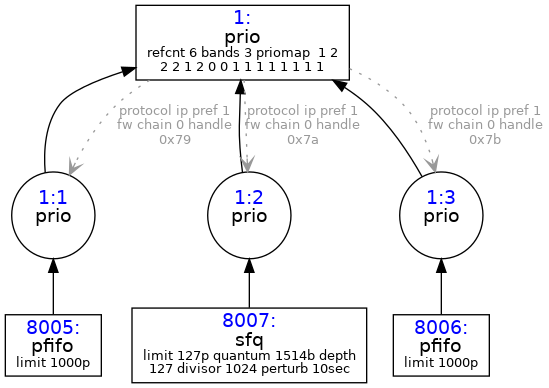 1:
prio
refcnt 6 bands 3 priomap  1 2
2 2 1 2 0 0 1 1 1 1 1 1 1 1
protocol ip pref 1
fw chain 0 handle
0x79
protocol ip pref 1
fw chain 0 handle
0x7a
protocol ip pref 1
fw chain 0 handle
0x7b
1:1
prio
1:2
prio
1:3
prio
8005:
pfifo
limit 1000p
8007:
sfq
limit 127p quantum 1514b depth
127 divisor 1024 perturb 10sec
8006:
pfifo
limit 1000p